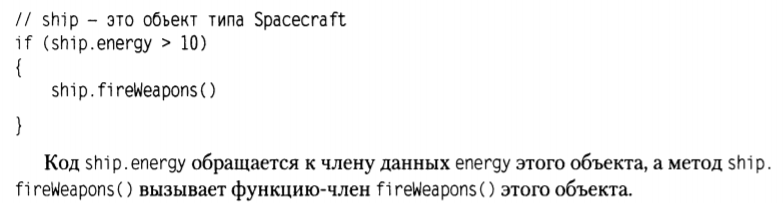 // ship — это объект типа Spacecraft
if (ship.energy > 10)
{
ship.fireWeapons()
}
Код ship.energy обращается к члену данных energy этого объекта, а метод ship.
fireWeapons() вызывает функцию-член fireWeapons() этого объекта.